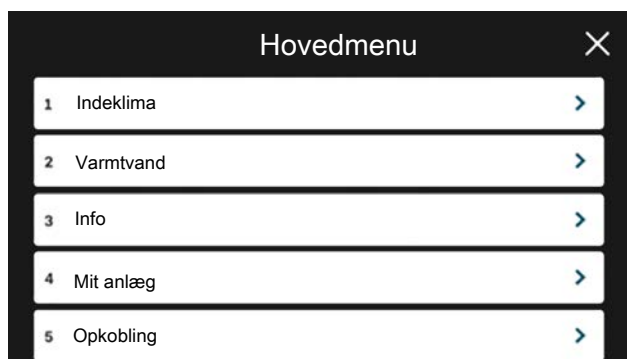 Hovedmenu
1 Indeklima
2 Varmtvand
3 Info
4 Mit anlæg
5 Opkobling